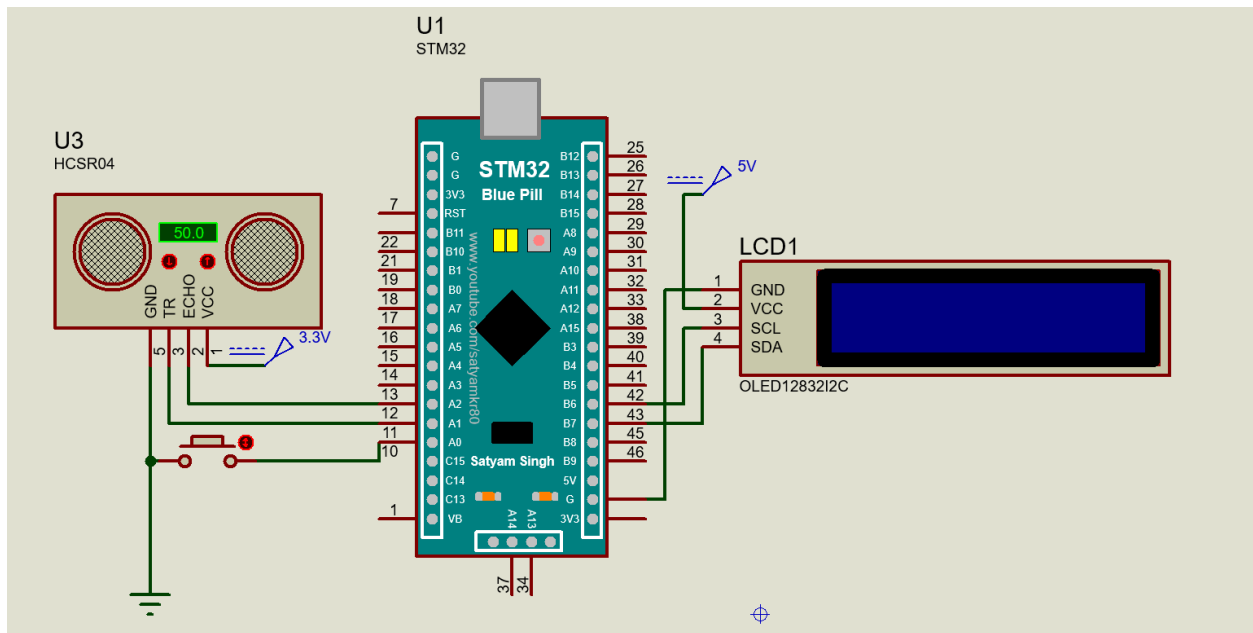 U1
STM32
U3
HCSR04
50.0
L
T
GND
TR
ECHO
VCC
5
3
2
1
3.3V
STM32
Blue Pill
www.youtube.com/satyamkr80
Satyam Singh
G
G
3V3
7 RST
B11
22 B10
21 B1
19 B0
18 A7
17 A6
16 A5
15 A4
14 A3
13 A2
12 A1
11 A0
10 C15
C14
C13
1 VB
B12 25
B13 26
B14 27
B15 28
A8 29
A9 30
A10 31
A11 32
A12 33
A15 38
B3 39
B4 40
B5 41
B6 42
B7 43
B8 45
B9 46
5V
G
3V3
A14
A13
37
34
5V
LCD1
1 GND
2 VCC
3 SCL
4 SDA
OLED12832I2C